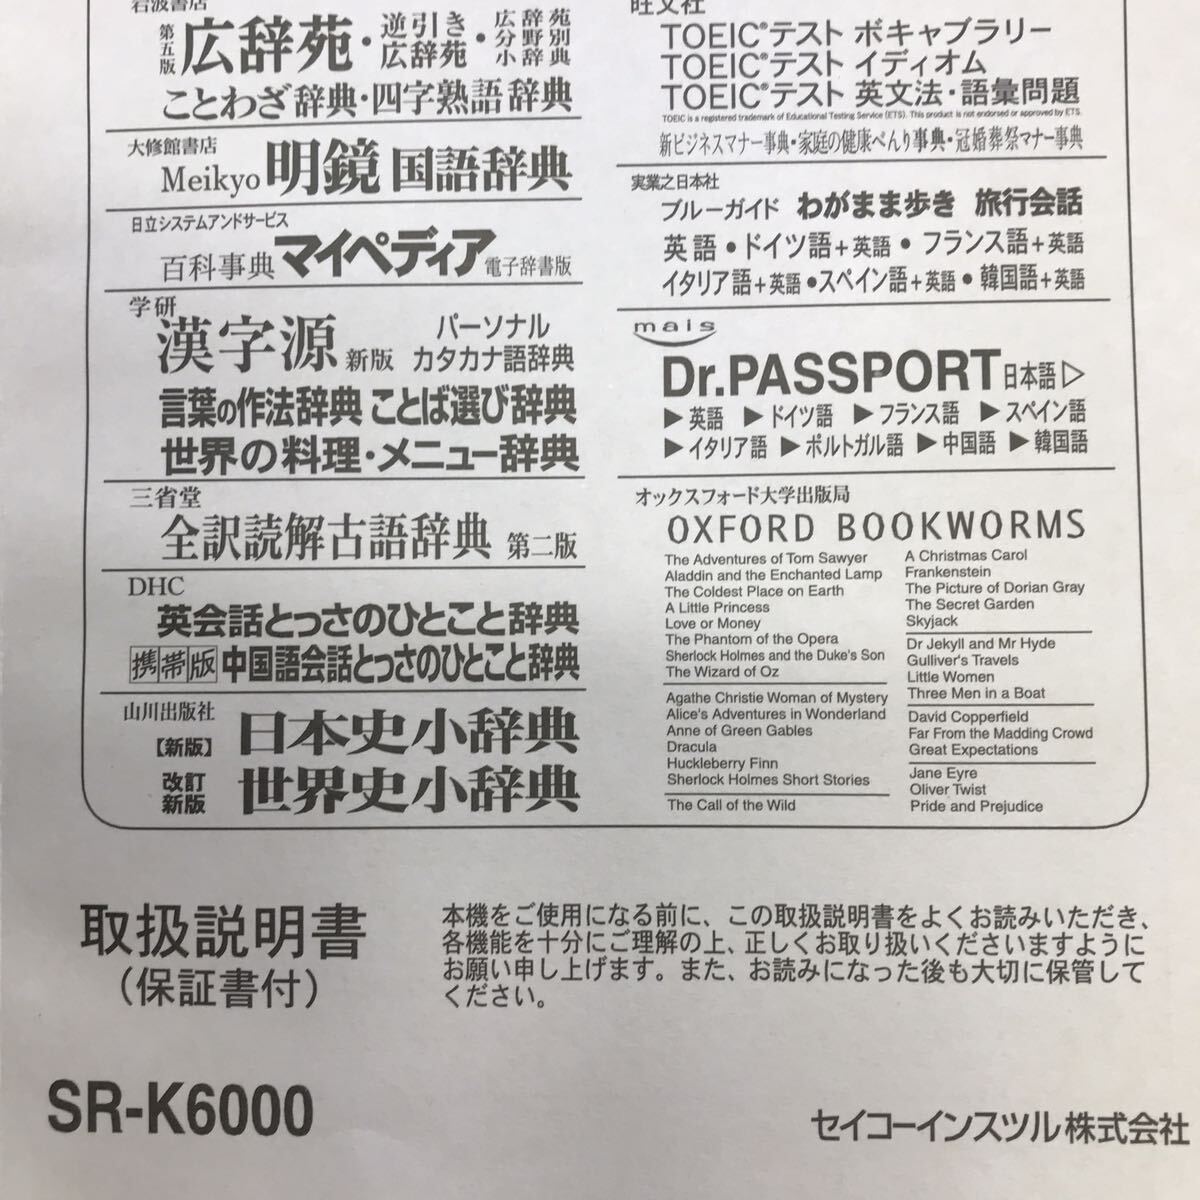 岩波書店
第五版 広辞苑・逆引き広辞苑・広辞苑分野別小辞典
ことわざ辞典・四字熟語辞典
大修館書店
Meikyo 明鏡 国語辞典
日立システムアンドサービス
百科事典 マイペディア 電子辞書版
学研
漢字源 新版 パーソナルカタカナ語辞典
言葉の作法辞典 ことば選び辞典
世界の料理・メニュー辞典
三省堂
全訳読解古語辞典 第二版
DHC
英会話とっさのひとこと辞典
携帯版 中国語会話とっさのひとこと辞典
山川出版社
【新版】 日本史小辞典
改訂新版 世界史小辞典
旺文社
TOEIC®テスト ボキャブラリー
TOEIC®テスト イディオム
TOEIC®テスト 英文法・語彙問題
TOEIC is a registered trademark of Educational Testing Service (ETS). This product is not endorsed or approved by ETS.
新ビジネスマナー事典・家庭の健康べんり事典・冠婚葬祭マナー事典
実業之日本社
ブルーガイド わがまま歩き 旅行会話
英語・ドイツ語+英語・フランス語+英語
イタリア語+英語・スペイン語+英語・韓国語+英語
mais
Dr.PASSPORT 日本語▷
▶英語 ▶ドイツ語 ▶フランス語 ▶スペイン語
▶イタリア語 ▶ポルトガル語 ▶中国語 ▶韓国語
オックスフォード大学出版局
OXFORD BOOKWORMS
The Adventures of Tom Sawyer
Aladdin and the Enchanted Lamp
The Coldest Place on Earth
A Little Princess
Love or Money
The Phantom of the Opera
Sherlock Holmes and the Duke's Son
The Wizard of Oz
Agathe Christie Woman of Mystery
Alice's Adventures in Wonderland
Anne of Green Gables
Dracula
Huckleberry Finn
Sherlock Holmes Short Stories
The Call of the Wild
A Christmas Carol
Frankenstein
The Picture of Dorian Gray
The Secret Garden
Skyjack
Dr Jekyll and Mr Hyde
Gulliver's Travels
Little Women
Three Men in a Boat
David Copperfield
Far From the Madding Crowd
Great Expectations
Jane Eyre
Oliver Twist
Pride and Prejudice
取扱説明書
（保証書付）
本機をご使用になる前に、この取扱説明書をよくお読みいただき、
各機能を十分にご理解の上、正しくお取り扱いくださいますように
お願い申し上げます。また、お読みになった後も大切に保管して
ください。
SR-K6000
セイコーインスツル株式会社